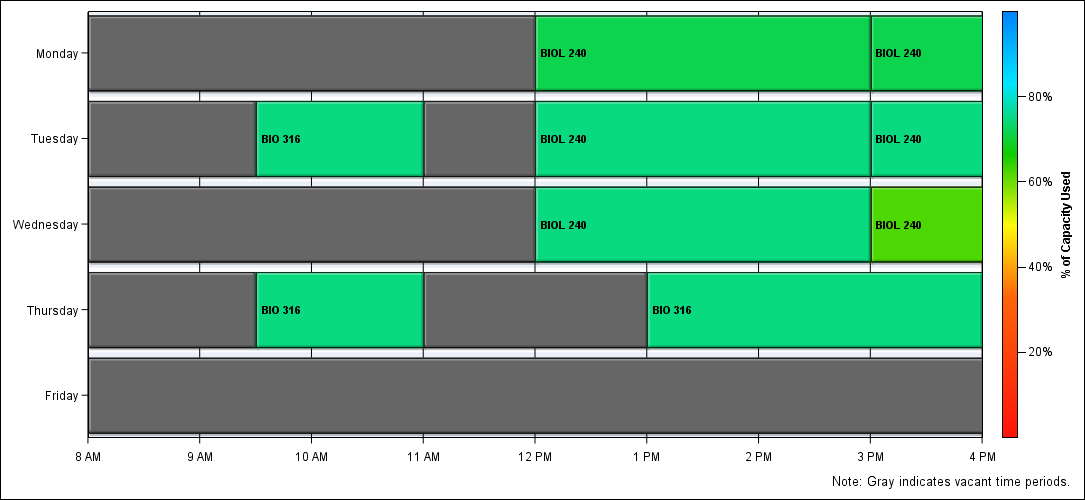 Monday BIOL 240 BIOL 240
80%
Tuesday BIO 316 BIOL 240 BIOL 240
60%
Wednesday BIOL 240 BIOL 240
% of Capacity Used
40%
Thursday BIO 316 BIO 316
20%
Friday
8 AM 9 AM 10 AM 11 AM 12 PM 1 PM 2 PM 3 PM 4 PM
Note: Gray indicates vacant time periods.